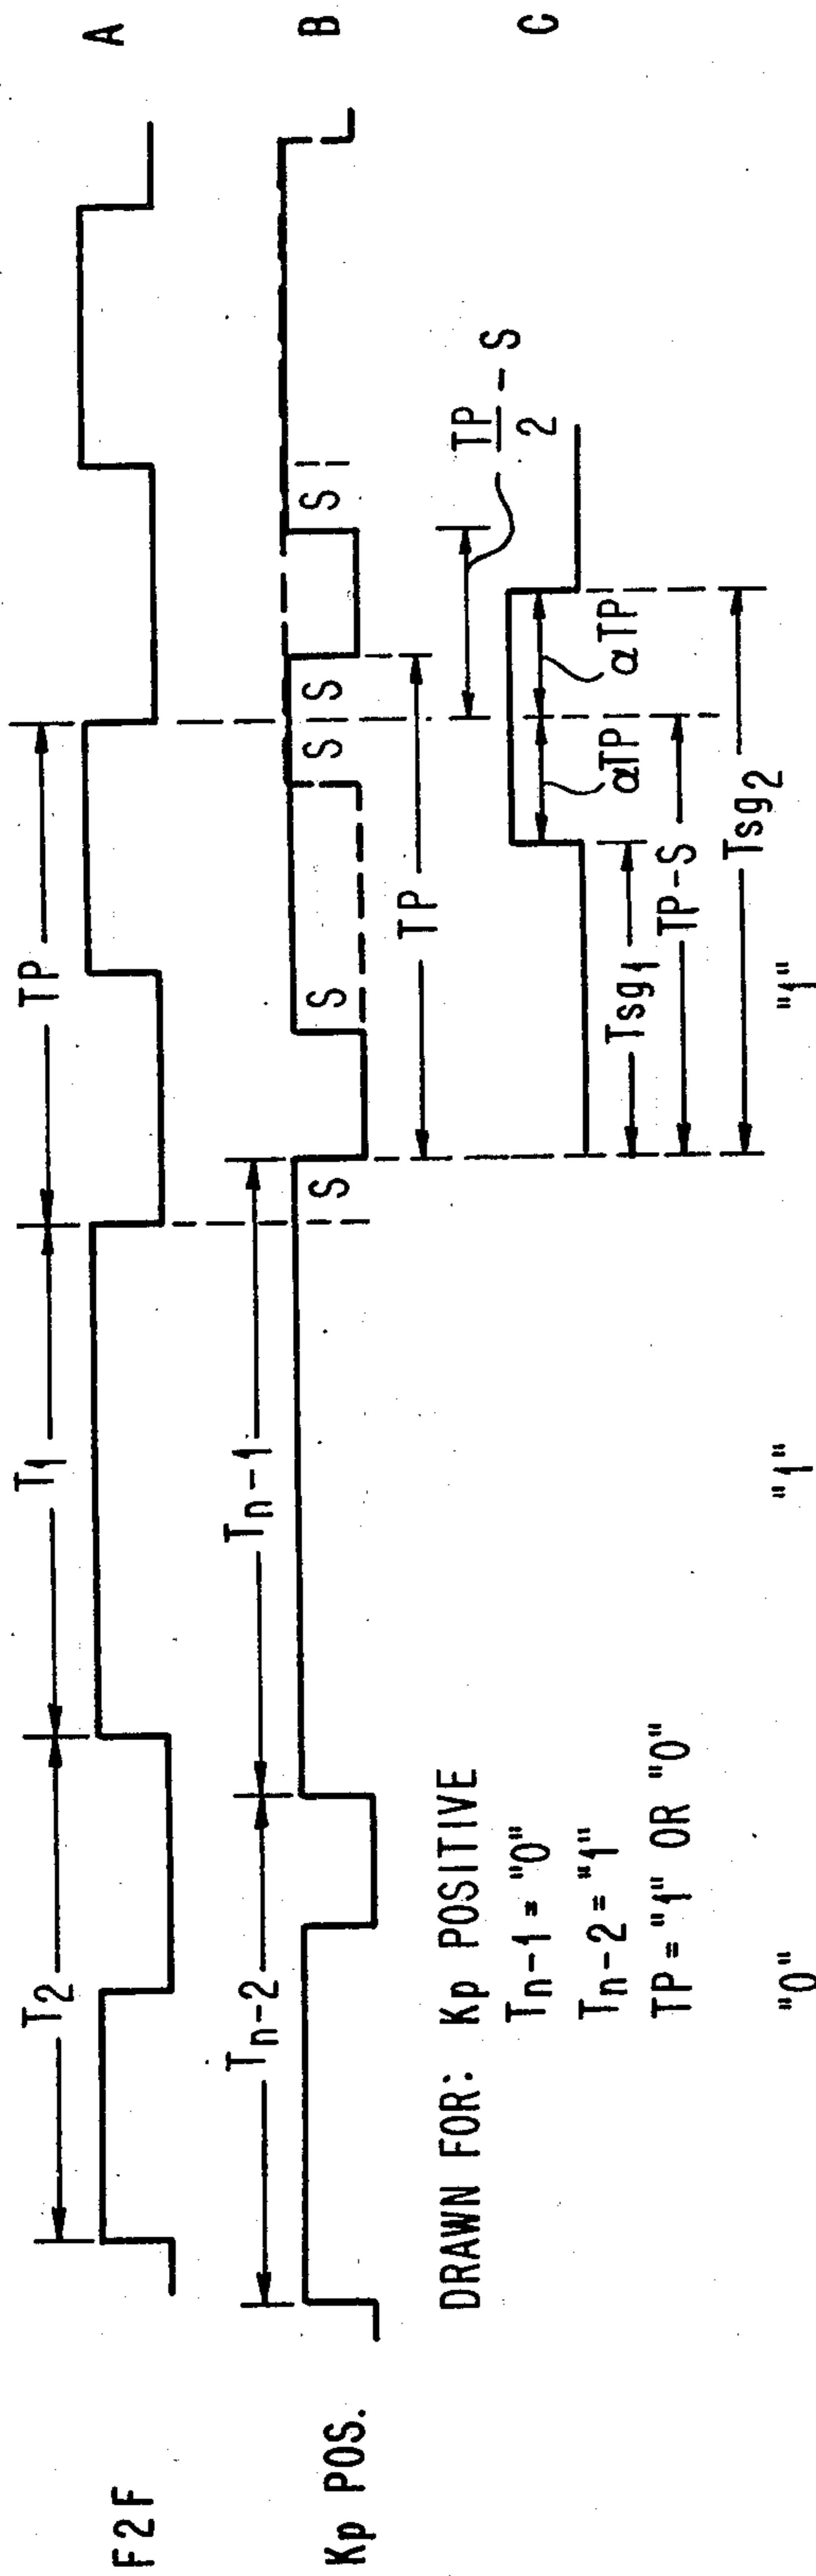 F2F
T2
T1
TP
A
Kp POS.
Tn-2
Tn-1
S
S
S
S
S
B
TP
TP/2 - S
C
αTP
αTP
Tsg1
TP-S
Tsg2
DRAWN FOR: Kp POSITIVE
Tn-1 = "0"
Tn-2 = "1"
TP = "1" OR "0"
"0"
"1"
"1"